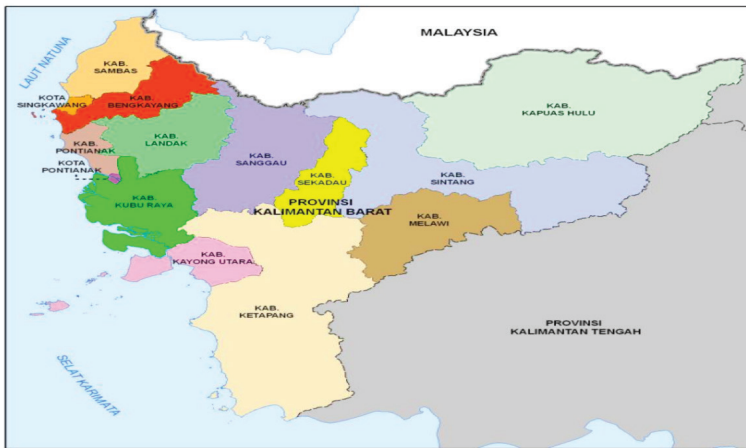 MALAYSIA
LAUT NATUNA
KAB.
SAMBAS
KOTA
SINGKAWANG
KAB.
BENGKAYANG
KAB.
KAPUAS HULU
KAB.
PONTIANAK
KAB.
LANDAK
KOTA
PONTIANAK
KAB.
SANGGAU
KAB.
SEKADAU
KAB.
SINTANG
KAB.
KUBU RAYA
PROVINSI
KALIMANTAN BARAT
KAB.
MELAWI
KAB.
KAYONG UTARA
KAB.
KETAPANG
PROVINSI
KALIMANTAN TENGAH
SELAT KARIMATA